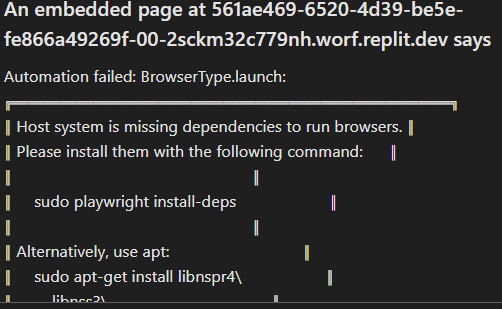 An embedded page at 561ae469-6520-4d39-be5e-
fe866a49269f-00-2sckm32c779nh.worf.replit.dev says
Automation failed: BrowserType.launch:
╔════════════════════════════════════════════════╗
║ Host system is missing dependencies to run browsers. ║
║ Please install them with the following command: ║
║ ║
║ sudo playwright install-deps ║
║ ║
║ Alternatively, use apt: ║
║ sudo apt-get install libnspr4\ ║
║ libnss3\ ║